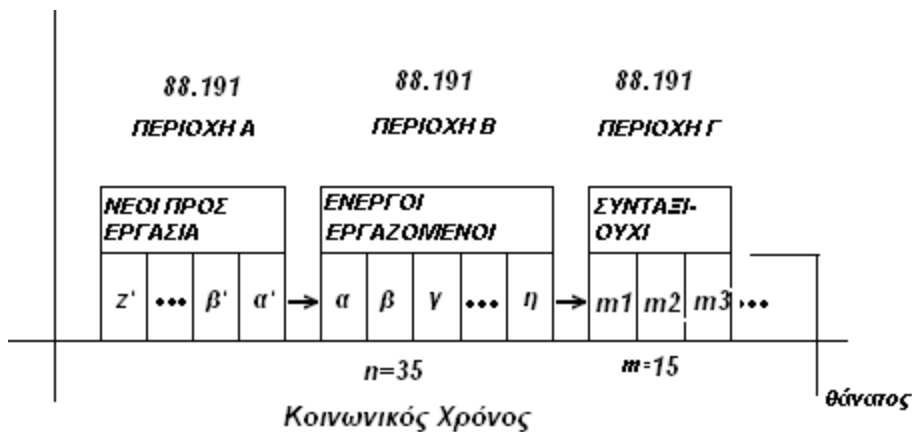 88.191 88.191 88.191
ΠΕΡΙΟΧΗ Α ΠΕΡΙΟΧΗ Β ΠΕΡΙΟΧΗ Γ
ΝΕΟΙ ΠΡΟΣ
ΕΡΓΑΣΙΑ
ΕΝΕΡΓΟΙ
ΕΡΓΑΖΟΜΕΝΟΙ
ΣΥΝΤΑΞΙ-
ΟΥΧΙ
z' ••• β' α' → α β γ ••• η → m1 m2 m3 •••
n=35 m=15
θάνατος
Κοινωνικός Χρόνος